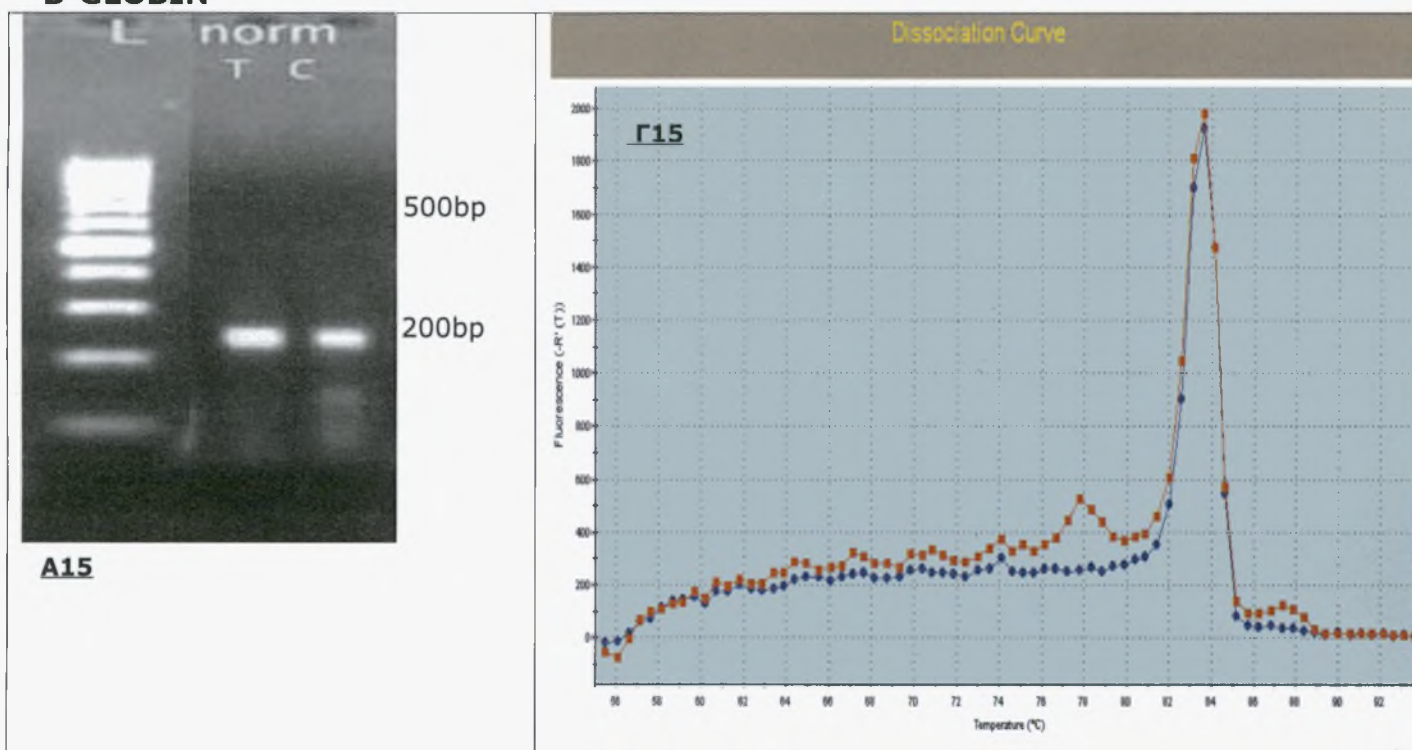 B-GLOBIN
L norm
T C
500bp
200bp
A15
Dissociation Curve
Γ15
2000
1800
1600
1400
1200
1000
800
600
400
200
0
Fluorescence (-R' (T))
56 58 60 62 64 66 68 70 72 74 76 78 80 82 84 86 88 90 92
Temperature (°C)